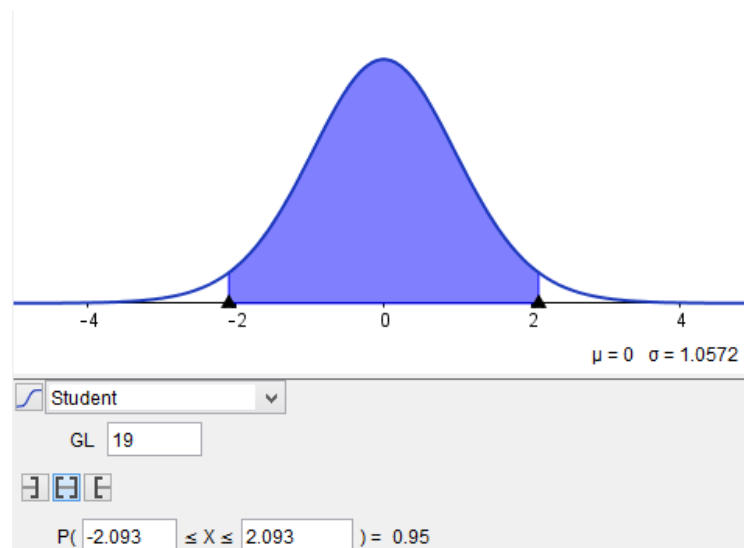 -4 -2 0 2 4
μ = 0 σ = 1.0572
Student
GL 19
P( -2.093 ≤ X ≤ 2.093 ) = 0.95